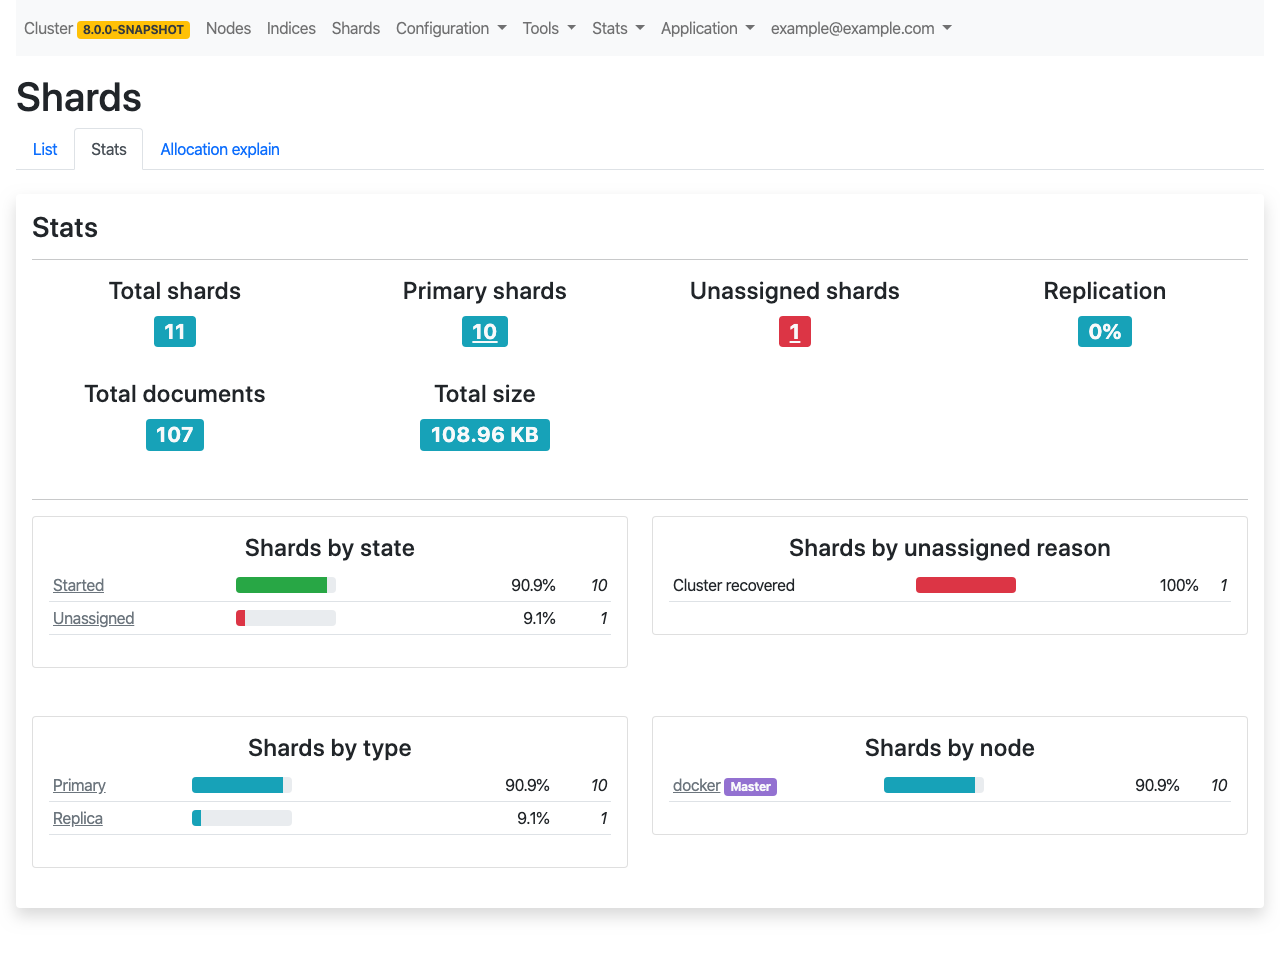 Cluster 8.0.0-SNAPSHOT Nodes Indices Shards Configuration Tools Stats Application example@example.com
Shards
List Stats Allocation explain
Stats
Total shards Primary shards Unassigned shards Replication
11 10 1 0%
Total documents Total size
107 108.96 KB
Shards by state
Started 90.9% 10
Unassigned 9.1% 1
Shards by unassigned reason
Cluster recovered 100% 1
Shards by type
Primary 90.9% 10
Replica 9.1% 1
Shards by node
docker Master 90.9% 10